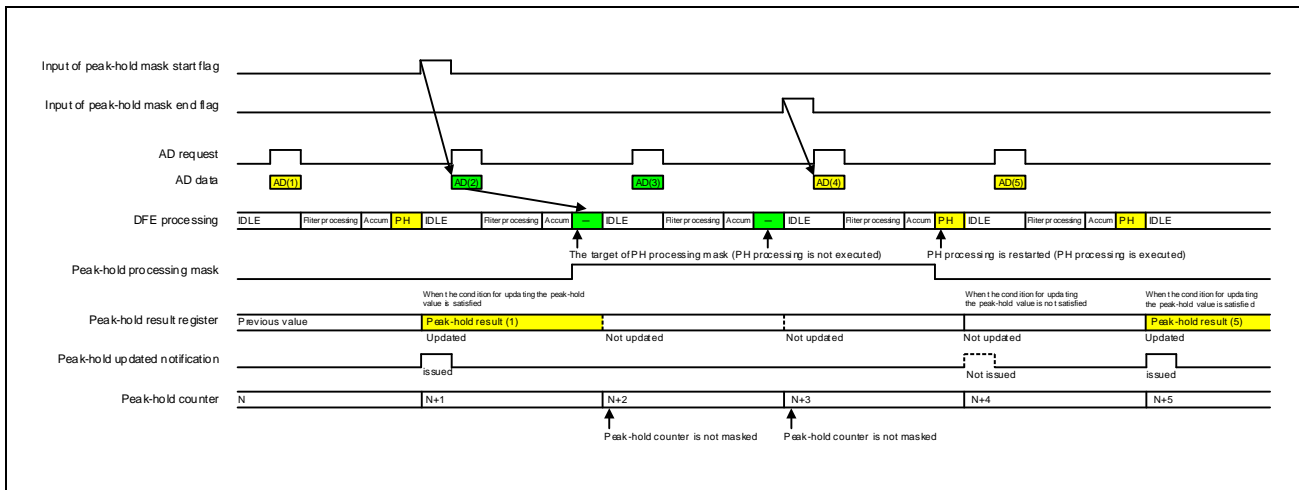 Input of peak-hold mask start flag
Input of peak-hold mask end flag
AD request
AD data AD(1) AD(2) AD(3) AD(4) AD(5)
DFE processing IDLE Filter processing Accum PH IDLE Filter processing Accum — IDLE Filter processing Accum — IDLE Filter processing Accum PH IDLE Filter processing Accum PH IDLE
The target of PH processing mask (PH processing is not executed) PH processing is restarted (PH processing is executed)
Peak-hold processing mask
When the condition for updating the peak-hold
value is satisfied
When the condition for updating
the peak-hold value is not satisfied
When the condition for updating
the peak-hold value is satisfied
Peak-hold result register Previous value Peak-hold result (1) Peak-hold result (5)
Updated Not updated Not updated Not updated Updated
Peak-hold updated notification
issued Not issued issued
Peak-hold counter N N+1 N+2 N+3 N+4 N+5
Peak-hold counter is not masked Peak-hold counter is not masked